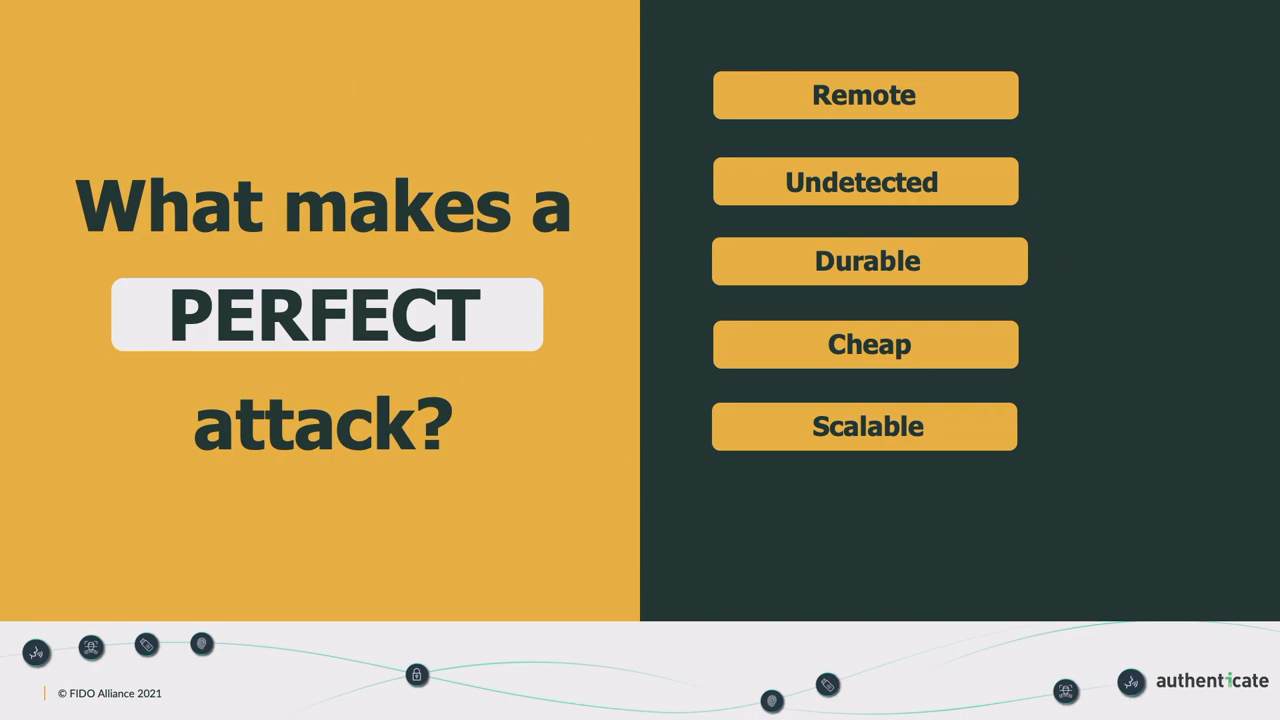 What makes a
PERFECT
attack?
Remote
Undetected
Durable
Cheap
Scalable
© FIDO Alliance 2021
authenticate